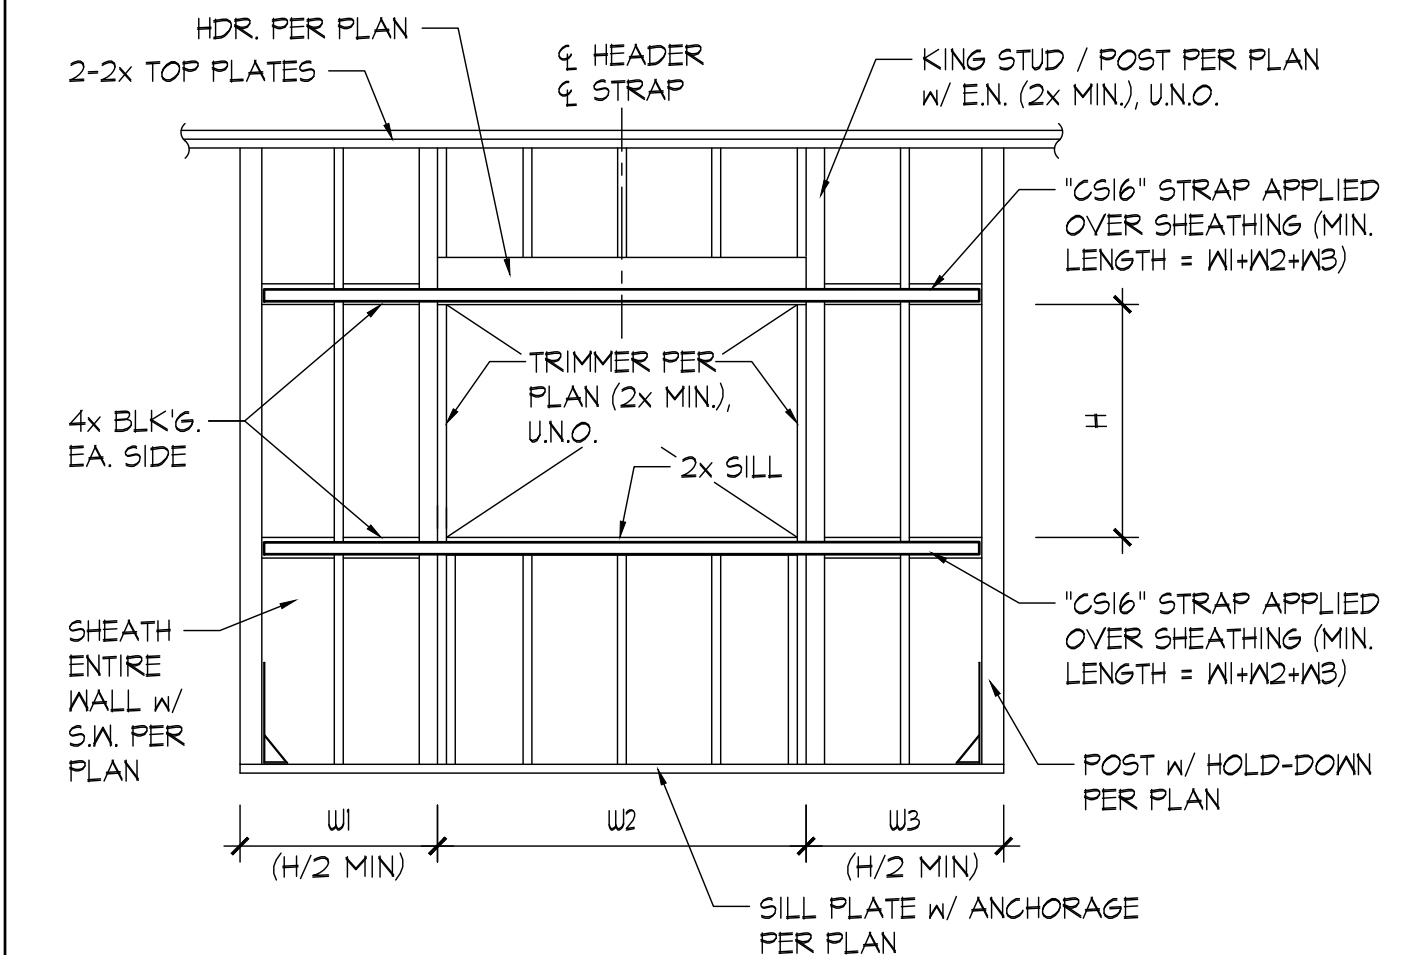 HDR. PER PLAN
2-2x TOP PLATES
℄ HEADER
℄ STRAP
KING STUD / POST PER PLAN
W/ E.N. (2x MIN.), U.N.O.
"CS16" STRAP APPLIED
OVER SHEATHING (MIN.
LENGTH = W1+W2+W3)
TRIMMER PER
PLAN (2x MIN.),
U.N.O.
H
4x BLK'G.
EA. SIDE
2x SILL
"CS16" STRAP APPLIED
OVER SHEATHING (MIN.
LENGTH = W1+W2+W3)
SHEATH
ENTIRE
WALL W/
S.W. PER
PLAN
POST W/ HOLD-DOWN
PER PLAN
W1
(H/2 MIN)
W2
W3
(H/2 MIN)
SILL PLATE W/ ANCHORAGE
PER PLAN